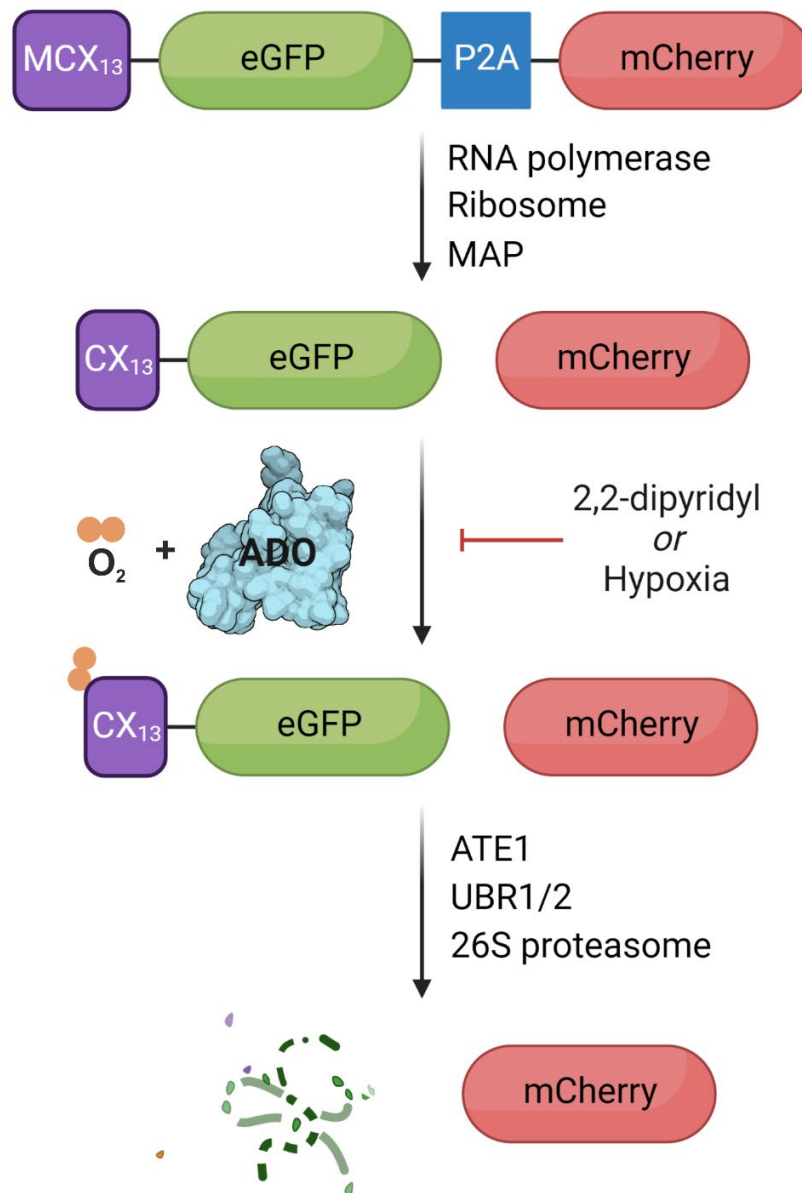 MCX₁₃ eGFP P2A mCherry
RNA polymerase
Ribosome
MAP
CX₁₃ eGFP mCherry
2,2-dipyridyl
or
Hypoxia
O₂ + ADO
CX₁₃ eGFP mCherry
ATE1
UBR1/2
26S proteasome
mCherry